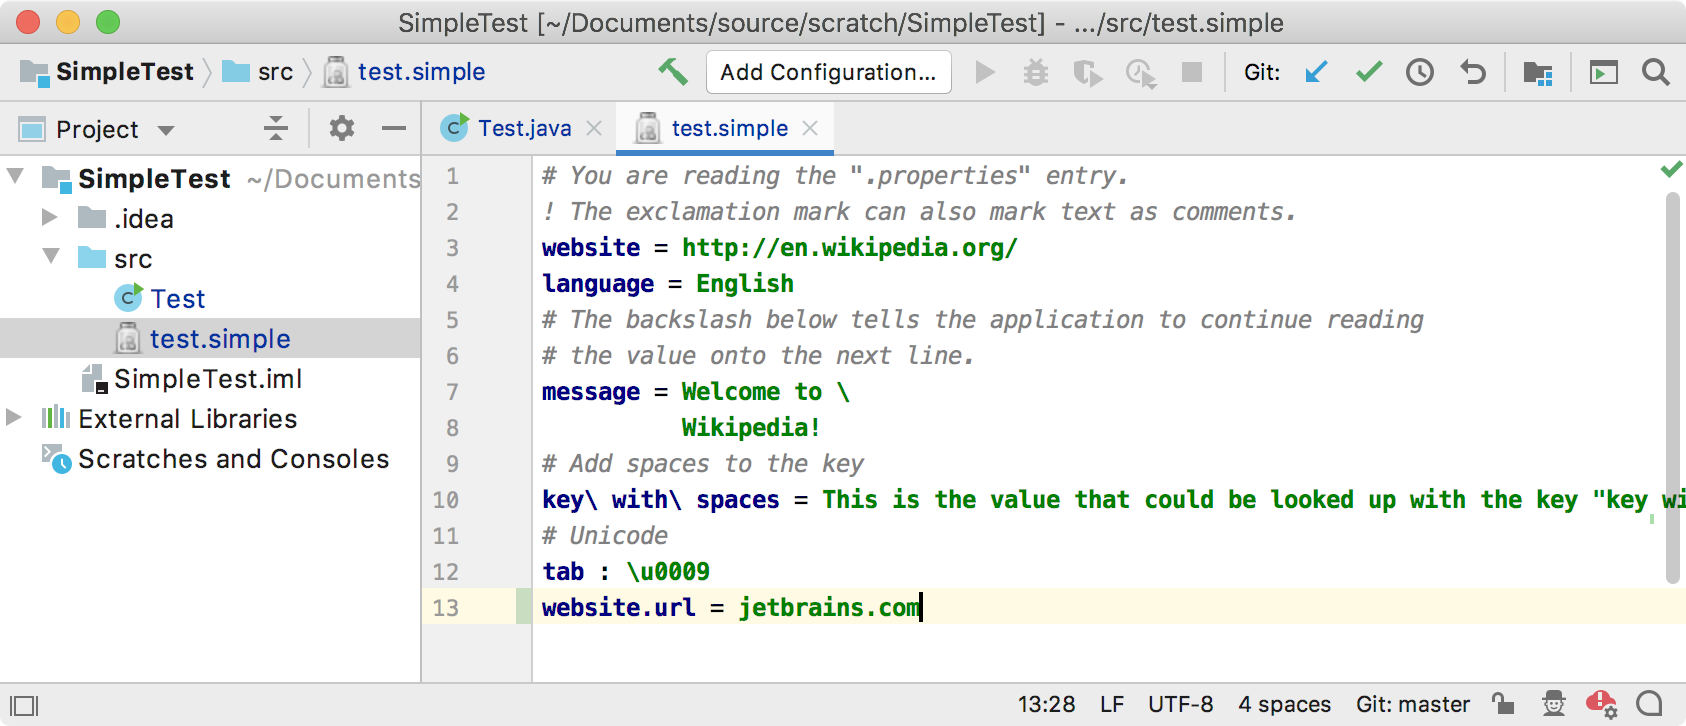 SimpleTest [~/Documents/source/scratch/SimpleTest] - .../src/test.simple
SimpleTest src test.simple Add Configuration... Git:
Project
Test.java test.simple
SimpleTest ~/Documents
.idea
src
Test
test.simple
SimpleTest.iml
External Libraries
Scratches and Consoles
1 # You are reading the ".properties" entry.
2 ! The exclamation mark can also mark text as comments.
3 website = http://en.wikipedia.org/
4 language = English
5 # The backslash below tells the application to continue reading
6 # the value onto the next line.
7 message = Welcome to \
8 Wikipedia!
9 # Add spaces to the key
10 key\ with\ spaces = This is the value that could be looked up with the key "key wi
11 # Unicode
12 tab : \u0009
13 website.url = jetbrains.com
13:28 LF UTF-8 4 spaces Git: master